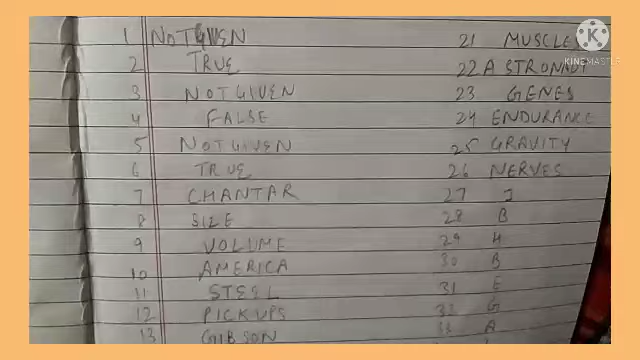 1 NOT GIVEN
2 TRUE
3 NOT GIVEN
4 FALSE
5 NOT GIVEN
6 TRUE
7 CHANTAR
8 SIZE
9 VOLUME
10 AMERICA
11 STEEL
12 PICKUPS
13 GIBSON
21 MUSCLE
22 ASTRONAUT
23 GENES
24 ENDURANCE
25 GRAVITY
26 NERVES
27 J
28 B
29 H
30 B
31 E
32 G
33 A
KINEMASTER